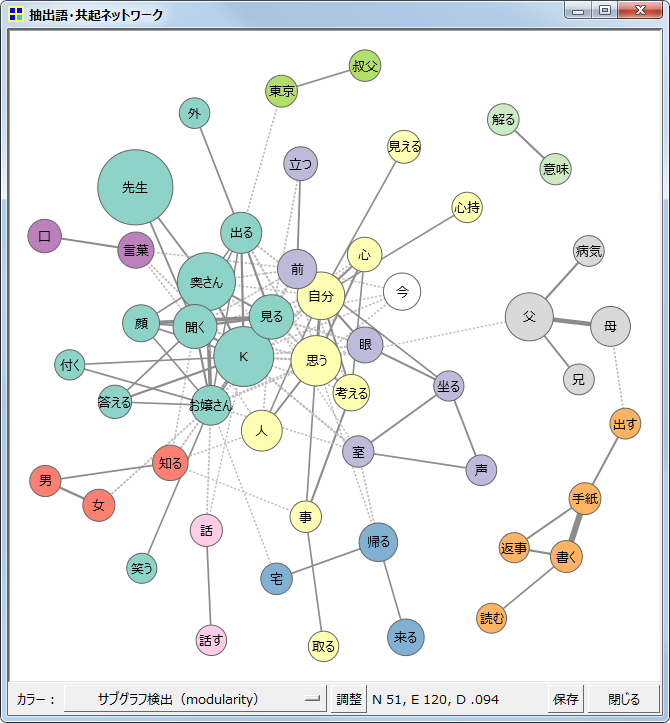 抽出語・共起ネットワーク
叔父
東京
外
解る
見える
意味
立つ
先生
心持
口
出る
言葉
病気
心
前
奥さん
今
自分
父
見る
顔
聞く
母
眼
K
思う
付く
兄
坐る
考える
答える
お嬢さん
出す
人
室
知る
声
男
女
手紙
事
話
帰る
返事
書く
笑う
宅
読む
来る
話す
取る
カラー： サブグラフ検出（modularity） 調整 N 51, E 120, D .094 保存 閉じる